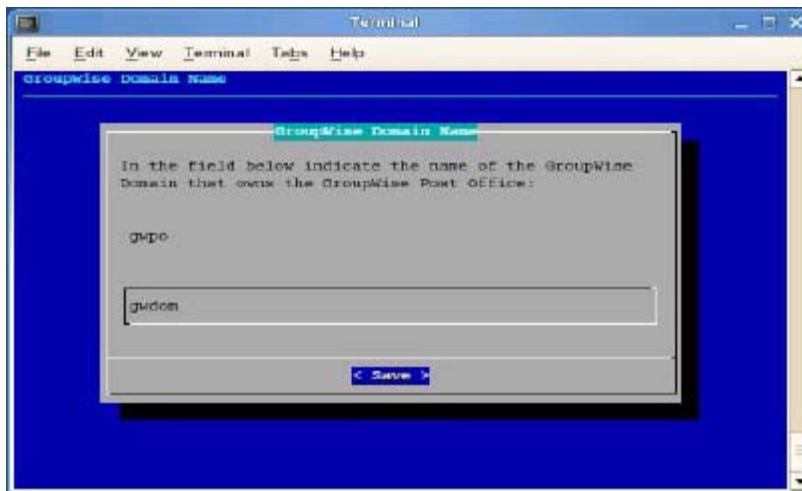 Terminal
File Edit View Terminal Tabs Help
GroupWise Domain Name
GroupWise Domain Name
In the field below indicate the name of the GroupWise
Domain that owns the GroupWise Post Office:
gwpo
gwdom
< Save >